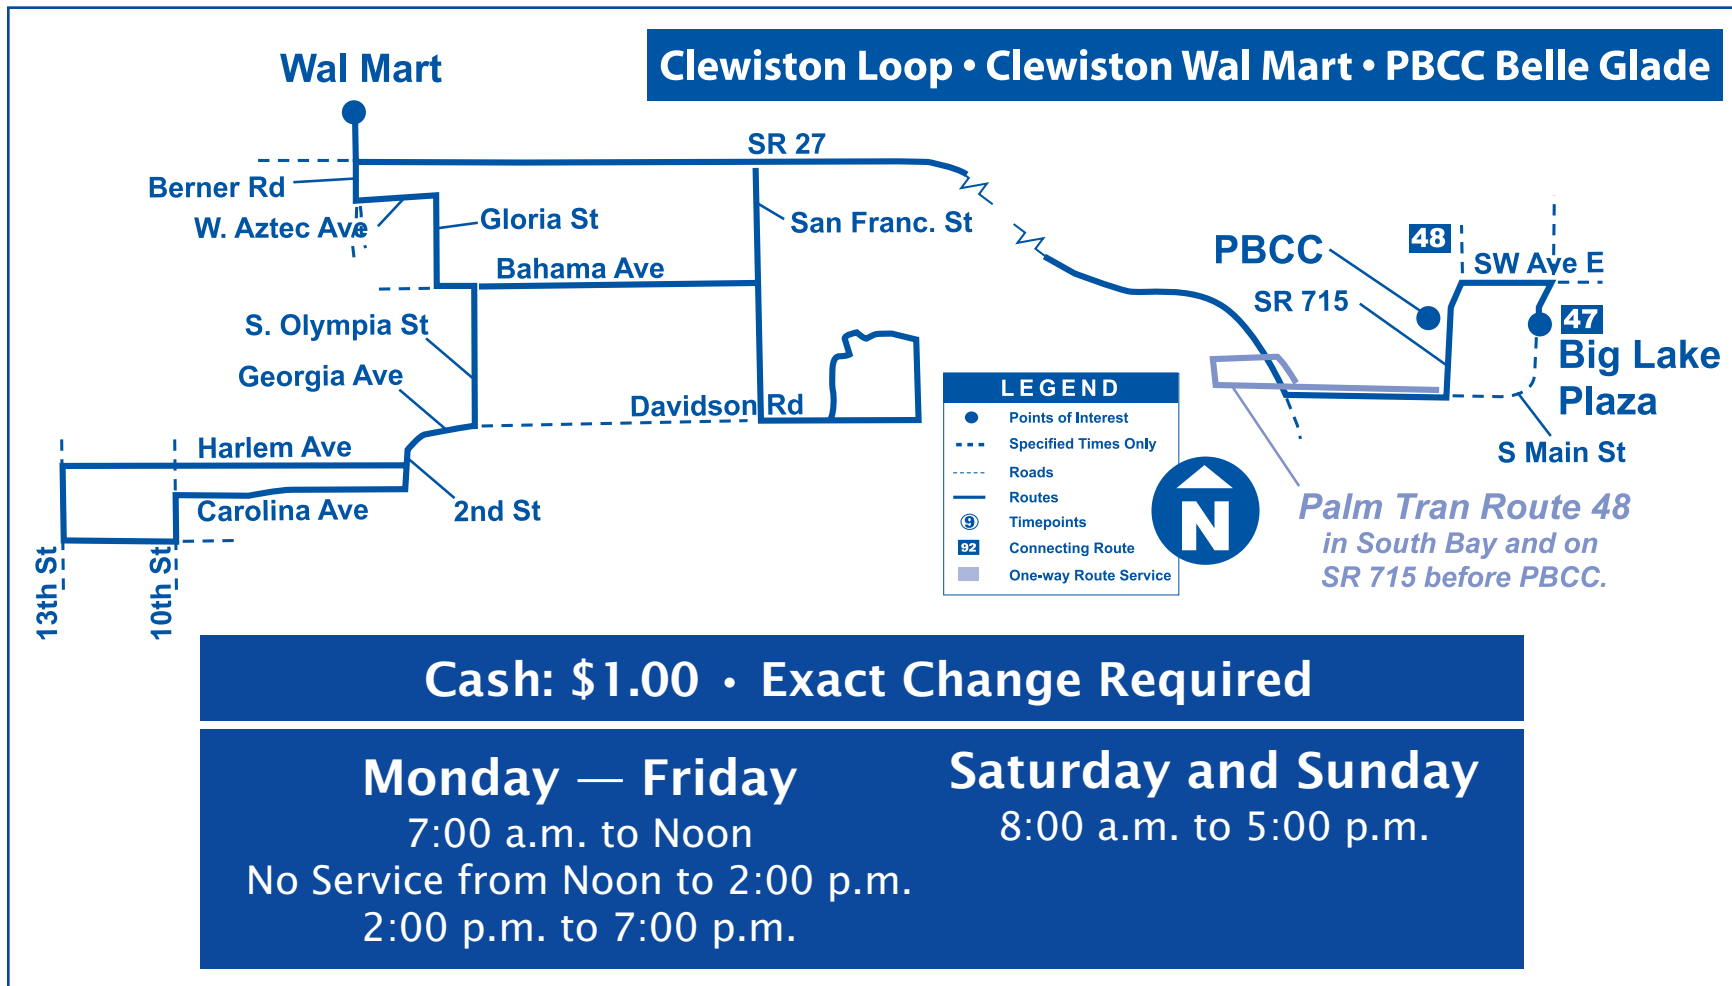 Clewiston Loop • Clewiston Wal Mart • PBCC Belle Glade
Wal Mart
SR 27
Berner Rd
W. Aztec Ave
Gloria St
San Franc. St
Bahama Ave
S. Olympia St
Georgia Ave
Davidson Rd
Harlem Ave
Carolina Ave
2nd St
13th St
10th St
PBCC
48
SW Ave E
SR 715
47
Big Lake
Plaza
S Main St
LEGEND
Points of Interest
Specified Times Only
Roads
Routes
9 Timepoints
92 Connecting Route
One-way Route Service
N
Palm Tran Route 48
in South Bay and on
SR 715 before PBCC.
Cash: $1.00 • Exact Change Required
Monday — Friday
7:00 a.m. to Noon
No Service from Noon to 2:00 p.m.
2:00 p.m. to 7:00 p.m.
Saturday and Sunday
8:00 a.m. to 5:00 p.m.